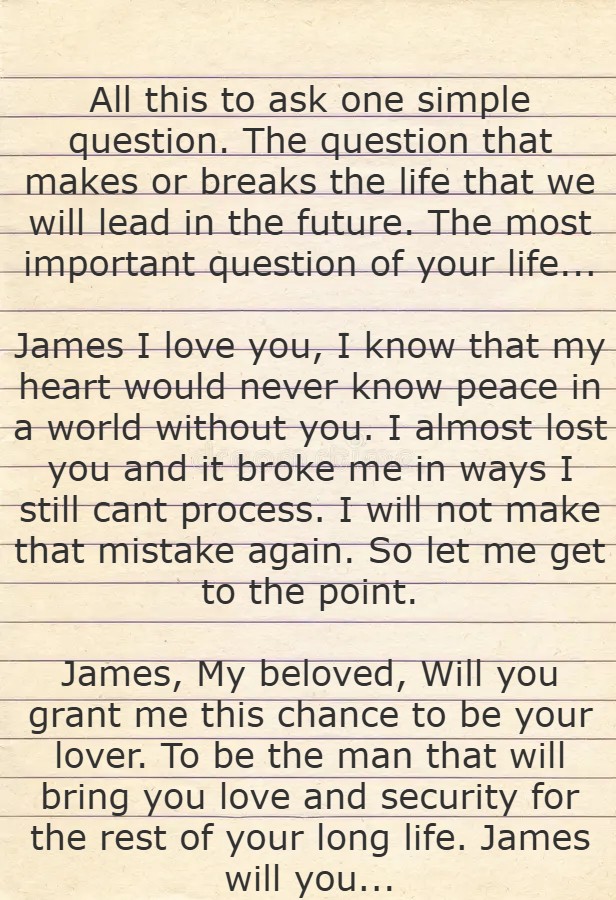 All this to ask one simple
question. The question that
makes or breaks the life that we
will lead in the future. The most
important question of your life...
James I love you, I know that my
heart would never know peace in
a world without you. I almost lost
you and it broke me in ways I
still cant process. I will not make
that mistake again. So let me get
to the point.
James, My beloved, Will you
grant me this chance to be your
lover. To be the man that will
bring you love and security for
the rest of your long life. James
will you...